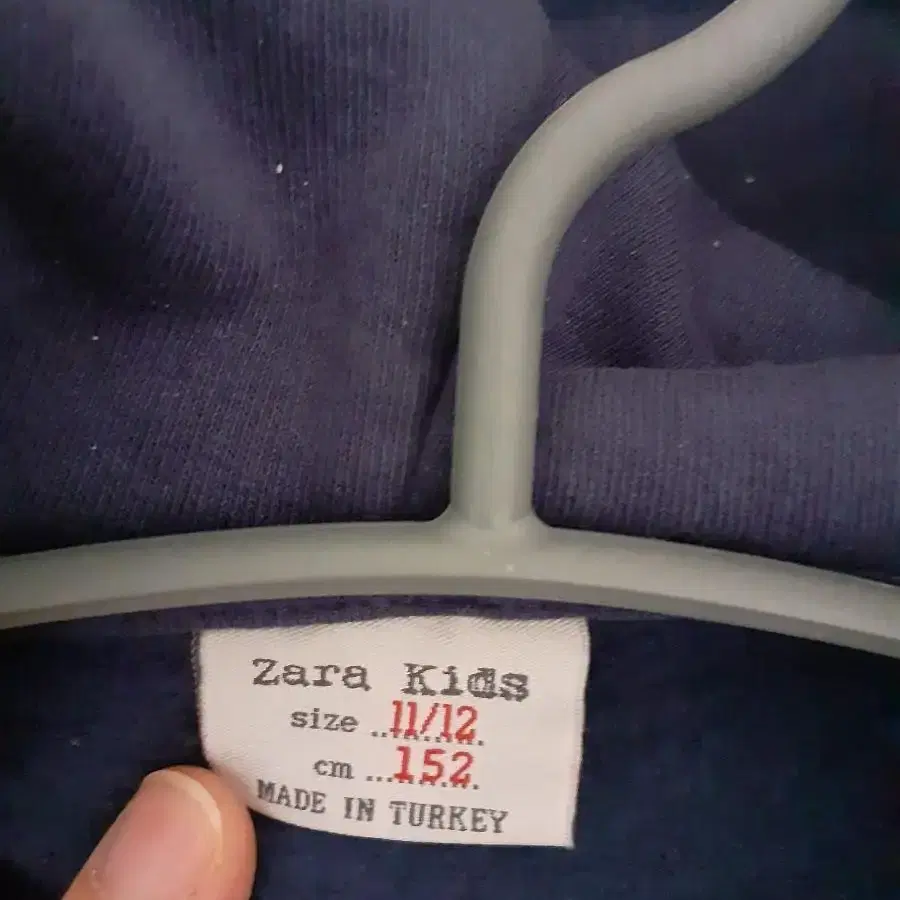 Zara Kids
size ..11/12.
cm ...152.
MADE IN TURKEY